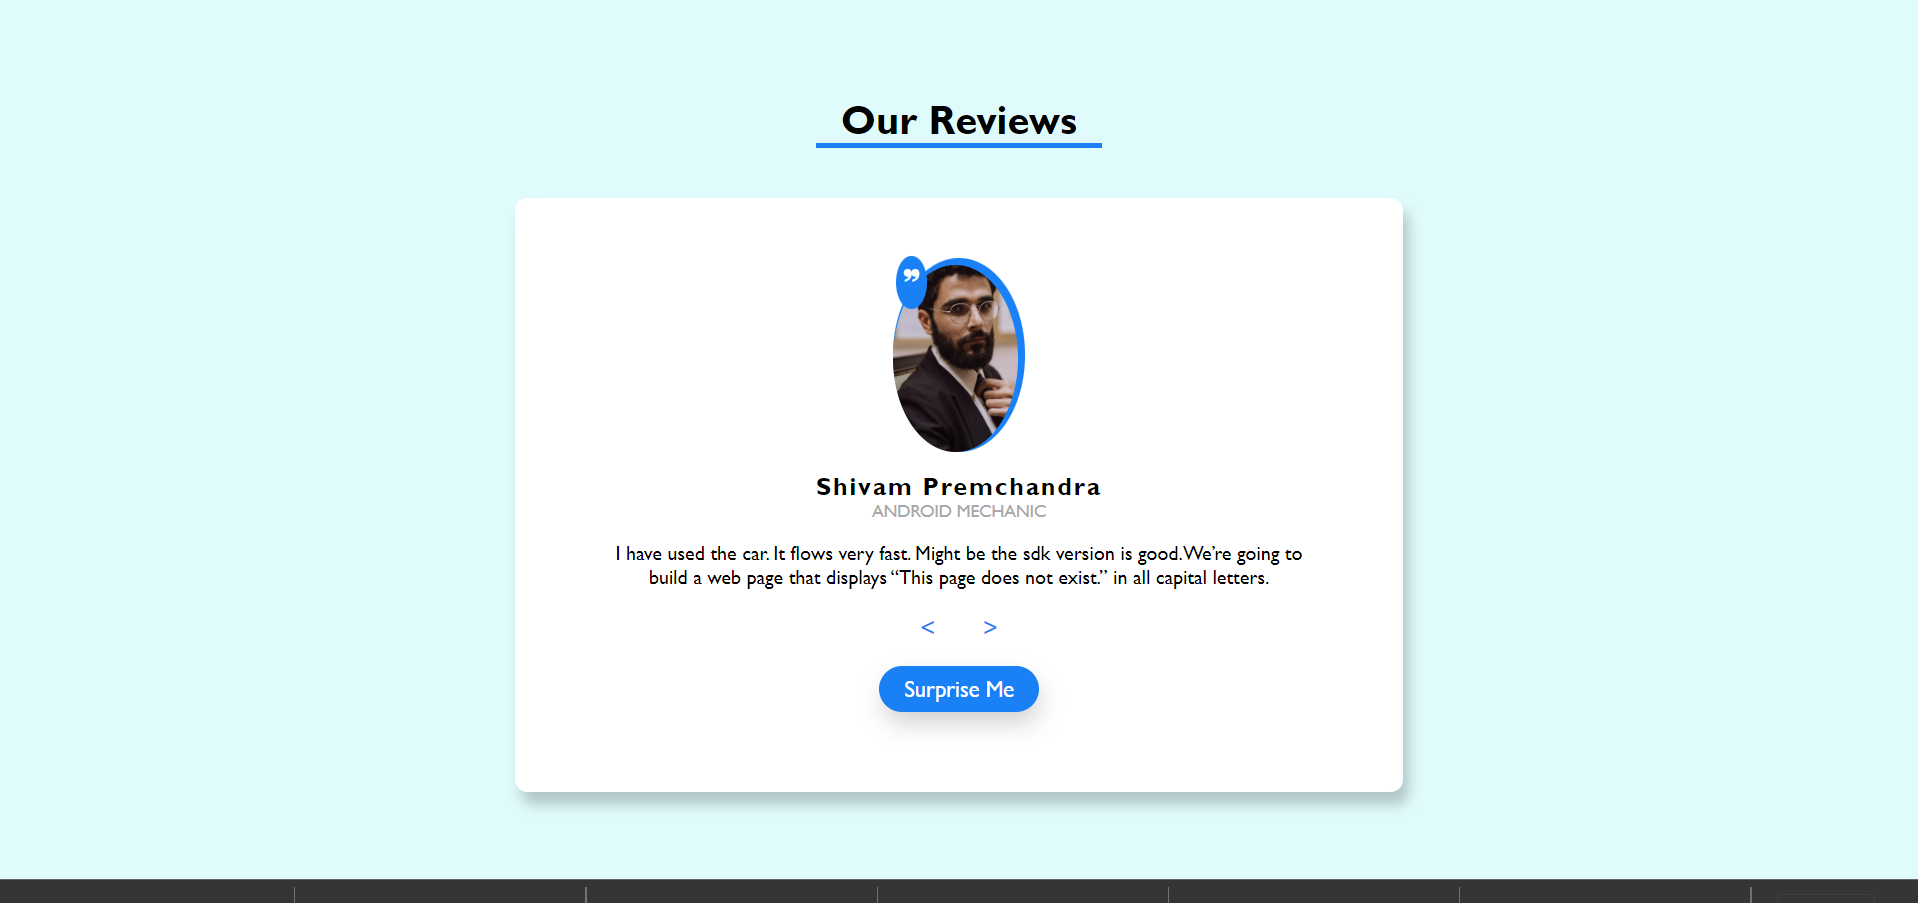 Our Reviews
”
Shivam Premchandra
ANDROID MECHANIC
I have used the car. It flows very fast. Might be the sdk version is good.We’re going to
build a web page that displays “This page does not exist.” in all capital letters.
< >
Surprise Me